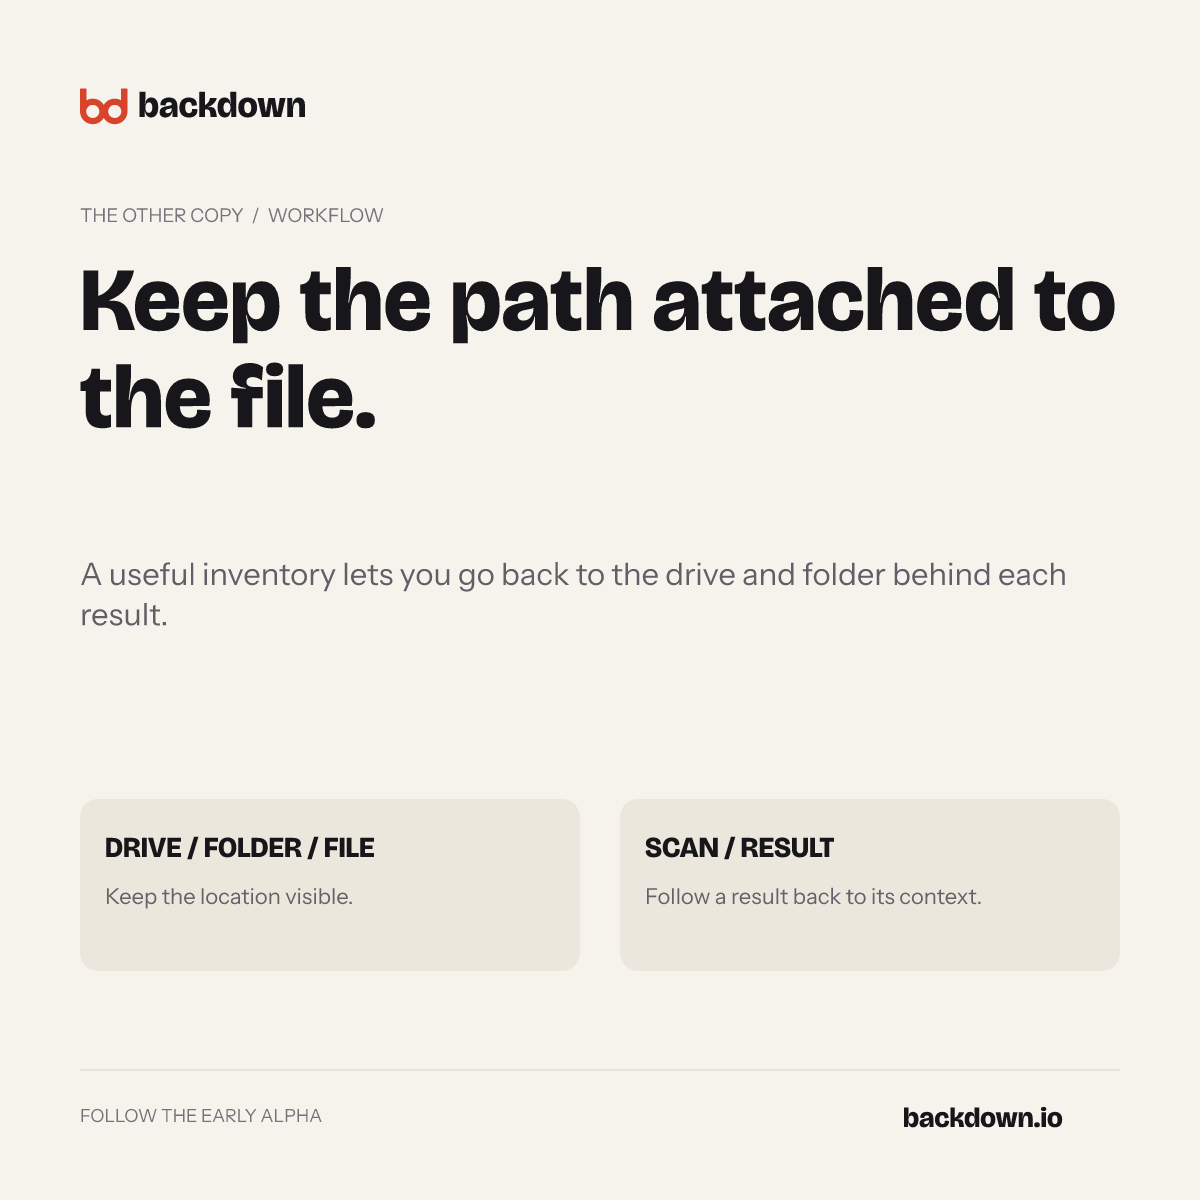 bd backdown
THE OTHER COPY / WORKFLOW
Keep the path attached to
the file.
A useful inventory lets you go back to the drive and folder behind each
result.
DRIVE / FOLDER / FILE
Keep the location visible.
SCAN / RESULT
Follow a result back to its context.
FOLLOW THE EARLY ALPHA
backdown.io